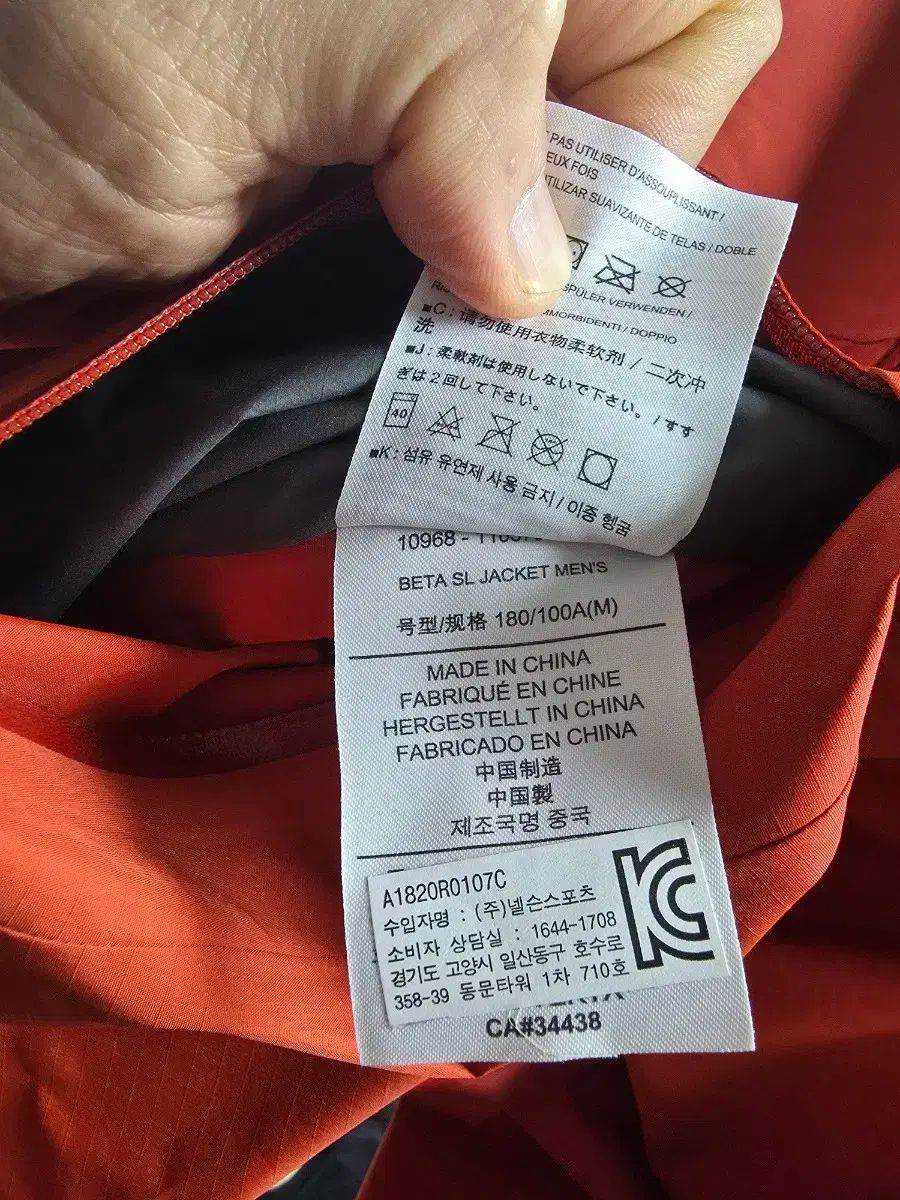 PAS UTILISER D'ASSOUPLISSANT /
EUX FOIS
UTILIZAR SUAVIZANTE DE TELAS / DOBLE
SPÜLER VERWENDEN /
MMORBIDENTI / DOPPIO
■C: 请勿使用衣物柔软剂 / 二次冲
洗
■J: 柔軟剤は使用しないで下さい。/ すす
ぎは2回して下さい。
40
■K: 섬유 유연제 사용 금지 / 이중 헹굼
10968 -
BETA SL JACKET MEN'S
号型/规格 180/100A(M)
MADE IN CHINA
FABRIQUÉ EN CHINE
HERGESTELLT IN CHINA
FABRICADO EN CHINA
中国制造
中国製
제조국명 중국
A1820R0107C
수입자명 : (주)넬슨스포츠
소비자 상담실 : 1644-1708
경기도 고양시 일산동구 호수로
358-39 동문타워 1차 710호
CA#34438